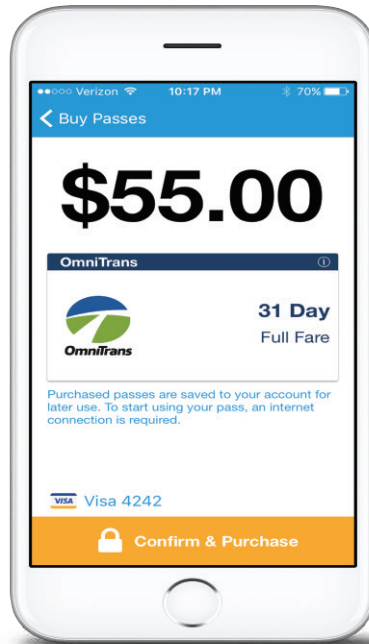 Verizon 10:17 PM 70%
Buy Passes
$55.00
OmniTrans
31 Day
Full Fare
OmniTrans
Purchased passes are saved to your account for
later use. To start using your pass, an internet
connection is required.
VISA Visa 4242
Confirm & Purchase